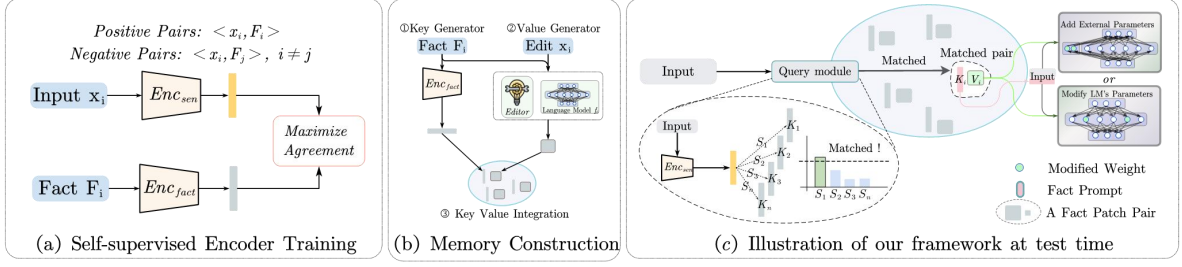 Positive Pairs: < x_i, F_i >
Negative Pairs: < x_i, F_j >, i ≠ j
Input x_i
Enc_sen
Maximize
Agreement
Fact F_i
Enc_fact
(a) Self-supervised Encoder Training
①Key Generator
②Value Generator
Fact F_i
Edit x_i
Enc_fact
Editor
Language Model f
③ Key Value Integration
(b) Memory Construction
Input
Query module
Matched
Matched pair
K_i
V_i
Input
Add External Parameters
or
Modify LM's Parameters
Input
Enc_sen
S_1
S_2
S_3
S_n
K_1
K_2
K_3
K_n
Matched !
S_1 S_2 S_3 S_n
Modified Weight
Fact Prompt
A Fact Patch Pair
(c) Illustration of our framework at test time